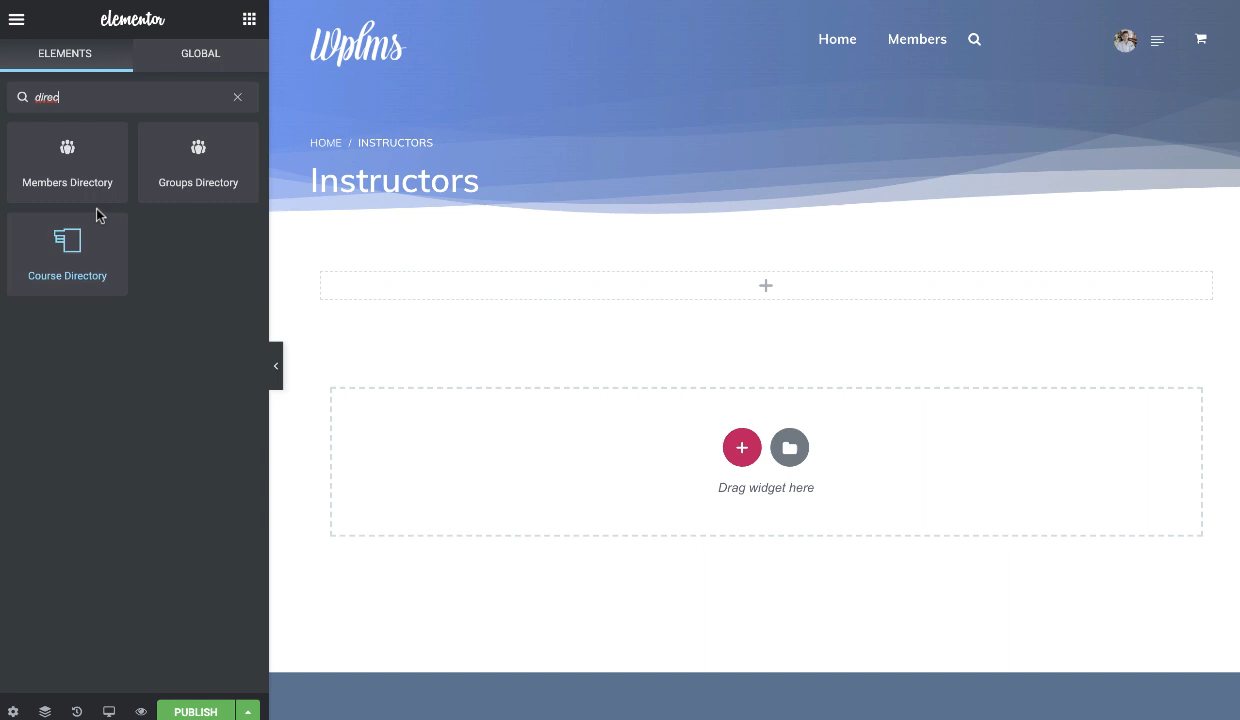 elementor
ELEMENTS
GLOBAL
direc
Members Directory
Groups Directory
Course Directory
PUBLISH
Wplms
Home
Members
HOME / INSTRUCTORS
Instructors
Drag widget here